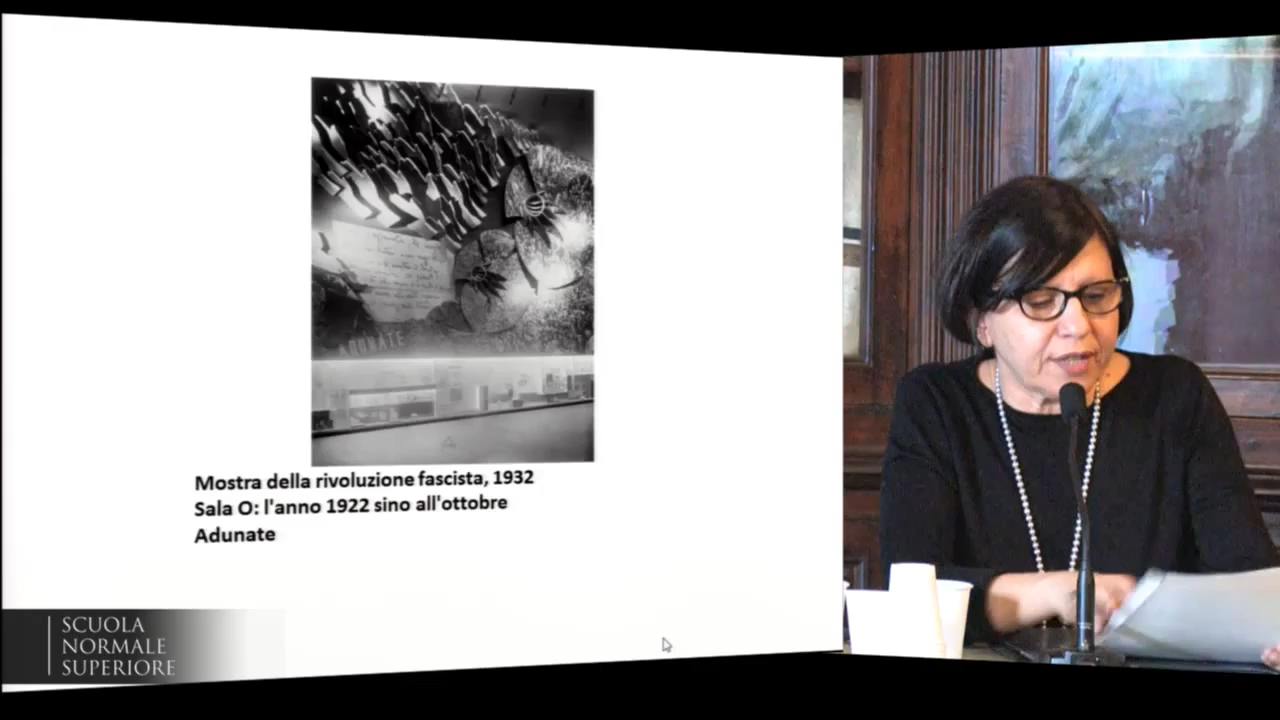 ADUNATE
Mostra della rivoluzione fascista, 1932
Sala O: l'anno 1922 sino all'ottobre
Adunate
SCUOLA
NORMALE
SUPERIORE